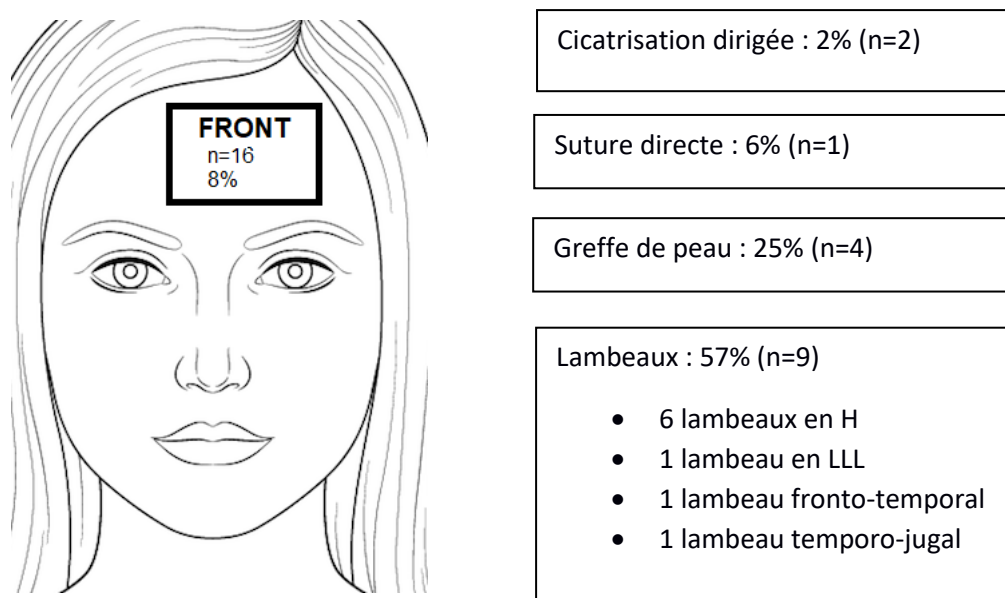 FRONT
n=16
8%
Cicatrisation dirigée : 2% (n=2)
Suture directe : 6% (n=1)
Greffe de peau : 25% (n=4)
Lambeaux : 57% (n=9)
• 6 lambeaux en H
• 1 lambeau en LLL
• 1 lambeau fronto-temporal
• 1 lambeau temporo-jugal